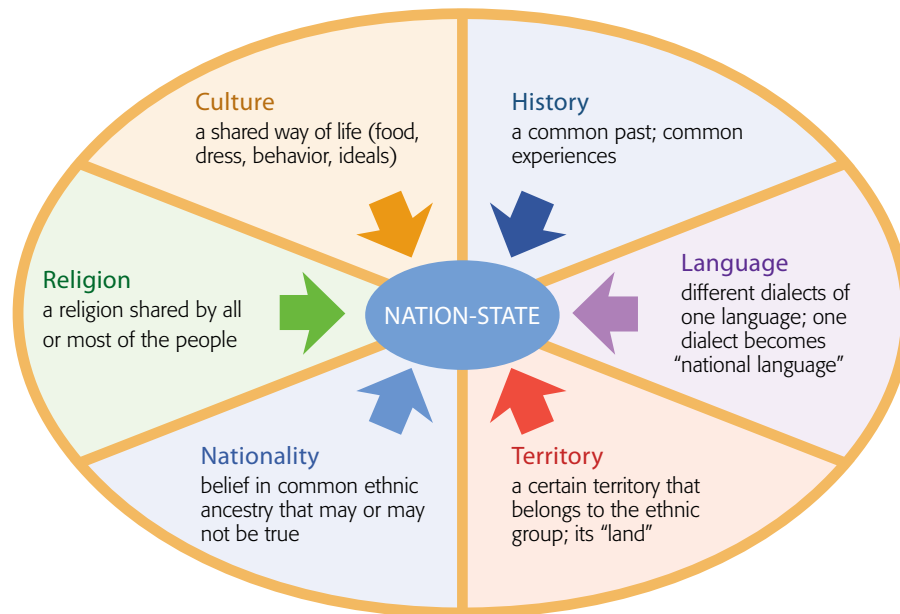 Culture
a shared way of life (food,
dress, behavior, ideals)
History
a common past; common
experiences
Religion
a religion shared by all
or most of the people
NATION-STATE
Language
different dialects of
one language; one
dialect becomes
“national language”
Nationality
belief in common ethnic
ancestry that may or may
not be true
Territory
a certain territory that
belongs to the ethnic
group; its “land”